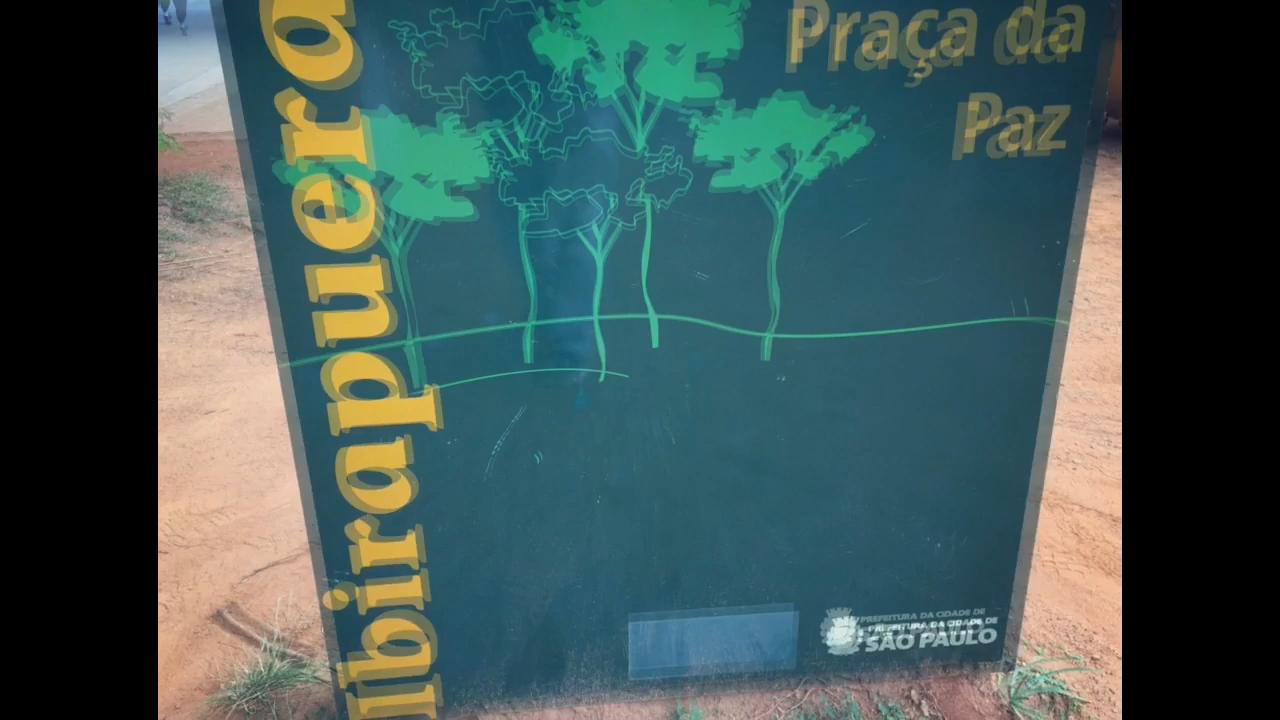 Ibirapuera
Praça da
Paz
PREFEITURA DA CIDADE DE
SÃO PAULO